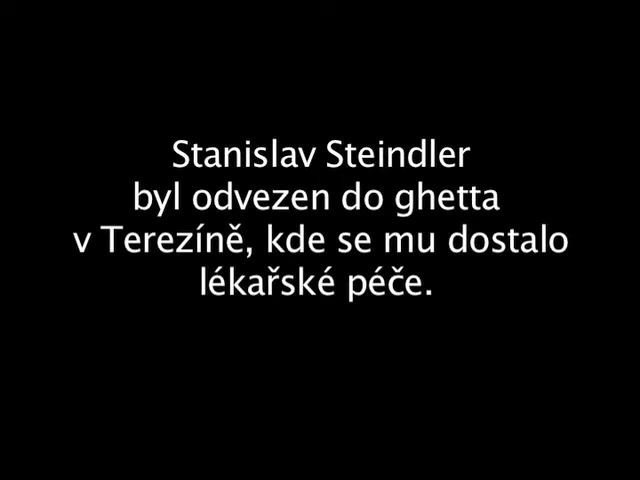 Stanislav Steindler
byl odvezen do ghetta
v Terezíně, kde se mu dostalo
lékařské péče.